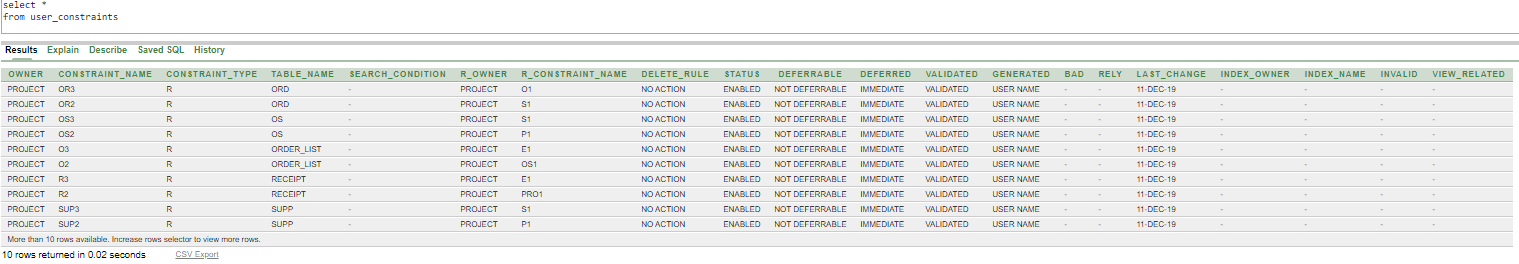 select *
from user_constraints
Results Explain Describe Saved SQL History
OWNER CONSTRAINT_NAME CONSTRAINT_TYPE TABLE_NAME SEARCH_CONDITION R_OWNER R_CONSTRAINT_NAME DELETE_RULE STATUS DEFERRABLE DEFERRED VALIDATED GENERATED BAD RELY LAST_CHANGE INDEX_OWNER INDEX_NAME INVALID VIEW_RELATED
PROJECT OR3 R ORD - PROJECT O1 NO ACTION ENABLED NOT DEFERRABLE IMMEDIATE VALIDATED USER NAME - - 11-DEC-19 - - - -
PROJECT OR2 R ORD - PROJECT S1 NO ACTION ENABLED NOT DEFERRABLE IMMEDIATE VALIDATED USER NAME - - 11-DEC-19 - - - -
PROJECT OS3 R OS - PROJECT S1 NO ACTION ENABLED NOT DEFERRABLE IMMEDIATE VALIDATED USER NAME - - 11-DEC-19 - - - -
PROJECT OS2 R OS - PROJECT P1 NO ACTION ENABLED NOT DEFERRABLE IMMEDIATE VALIDATED USER NAME - - 11-DEC-19 - - - -
PROJECT O3 R ORDER_LIST - PROJECT E1 NO ACTION ENABLED NOT DEFERRABLE IMMEDIATE VALIDATED USER NAME - - 11-DEC-19 - - - -
PROJECT O2 R ORDER_LIST - PROJECT OS1 NO ACTION ENABLED NOT DEFERRABLE IMMEDIATE VALIDATED USER NAME - - 11-DEC-19 - - - -
PROJECT R3 R RECEIPT - PROJECT E1 NO ACTION ENABLED NOT DEFERRABLE IMMEDIATE VALIDATED USER NAME - - 11-DEC-19 - - - -
PROJECT R2 R RECEIPT - PROJECT PRO1 NO ACTION ENABLED NOT DEFERRABLE IMMEDIATE VALIDATED USER NAME - - 11-DEC-19 - - - -
PROJECT SUP3 R SUPP - PROJECT S1 NO ACTION ENABLED NOT DEFERRABLE IMMEDIATE VALIDATED USER NAME - - 11-DEC-19 - - - -
PROJECT SUP2 R SUPP - PROJECT P1 NO ACTION ENABLED NOT DEFERRABLE IMMEDIATE VALIDATED USER NAME - - 11-DEC-19 - - - -
More than 10 rows available. Increase rows selector to view more rows.
10 rows returned in 0.02 seconds CSV Export